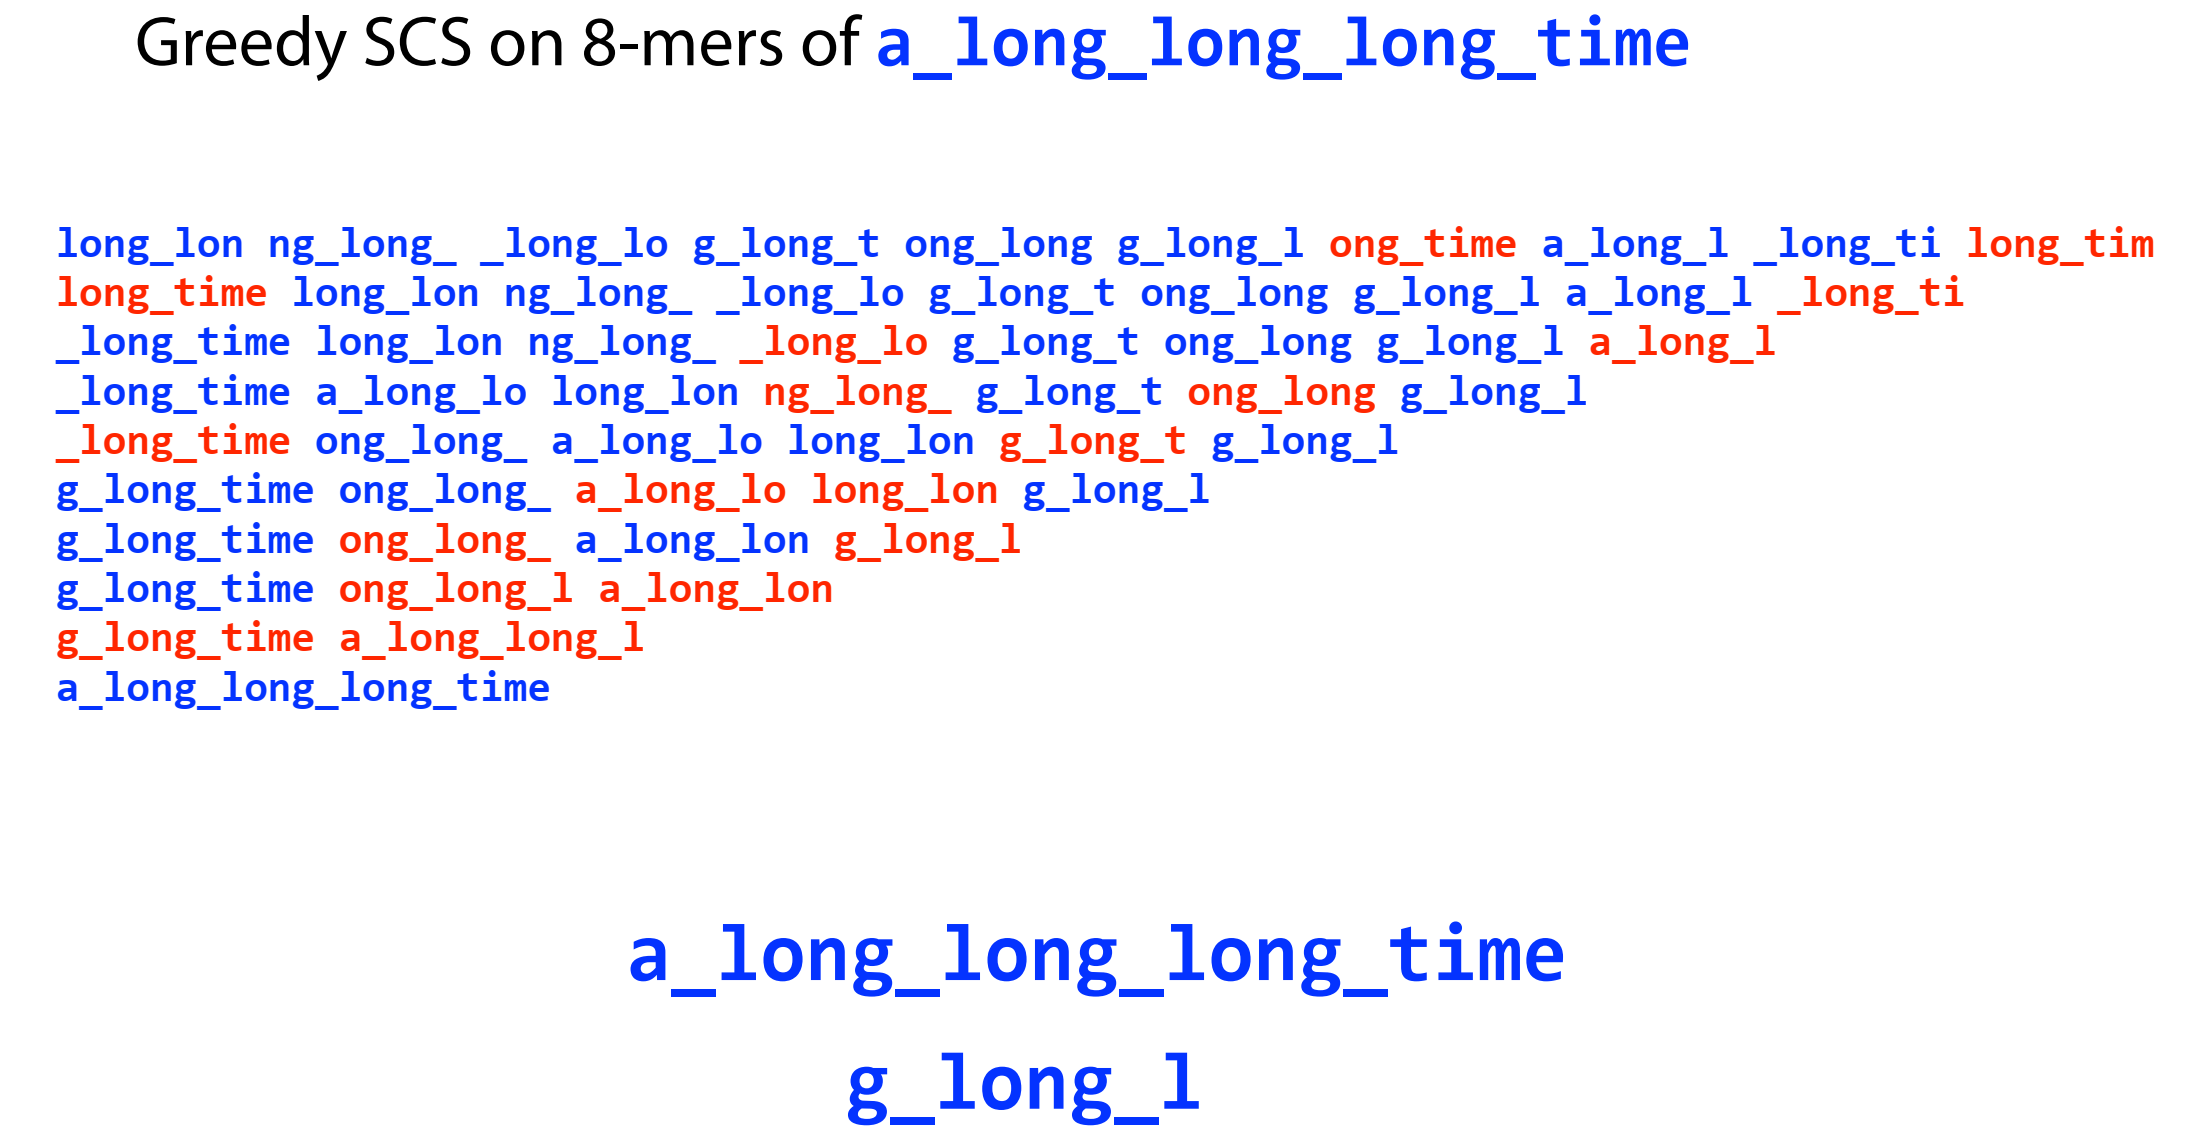 Greedy SCS on 8-mers of a_long_long_long_time
long_lon ng_long_ _long_lo g_long_t ong_long g_long_l ong_time a_long_l _long_ti long_tim
long_time long_lon ng_long_ _long_lo g_long_t ong_long g_long_l a_long_l _long_ti
_long_time long_lon ng_long_ _long_lo g_long_t ong_long g_long_l a_long_l
_long_time a_long_lo long_lon ng_long_ g_long_t ong_long g_long_l
_long_time ong_long_ a_long_lo long_lon g_long_t g_long_l
g_long_time ong_long_ a_long_lo long_lon g_long_l
g_long_time ong_long_ a_long_lon g_long_l
g_long_time ong_long_l a_long_lon
g_long_time a_long_long_l
a_long_long_long_time
a_long_long_long_time
g_long_l